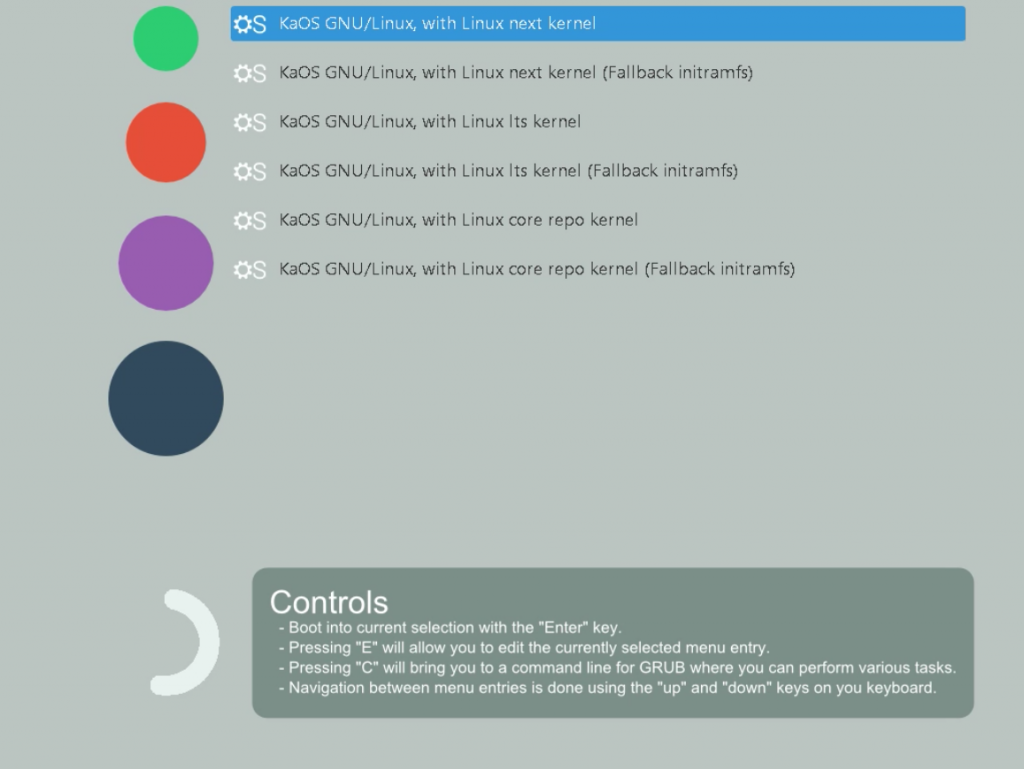 KaOS GNU/Linux, with Linux next kernel
KaOS GNU/Linux, with Linux next kernel (Fallback initramfs)
KaOS GNU/Linux, with Linux lts kernel
KaOS GNU/Linux, with Linux lts kernel (Fallback initramfs)
KaOS GNU/Linux, with Linux core repo kernel
KaOS GNU/Linux, with Linux core repo kernel (Fallback initramfs)
Controls
- Boot into current selection with the "Enter" key.
- Pressing "E" will allow you to edit the currently selected menu entry.
- Pressing "C" will bring you to a command line for GRUB where you can perform various tasks.
- Navigation between menu entries is done using the "up" and "down" keys on you keyboard.